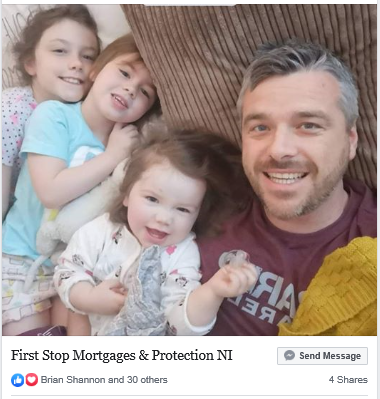 First Stop Mortgages & Protection NI
Send Message
Brian Shannon and 30 others
4 Shares